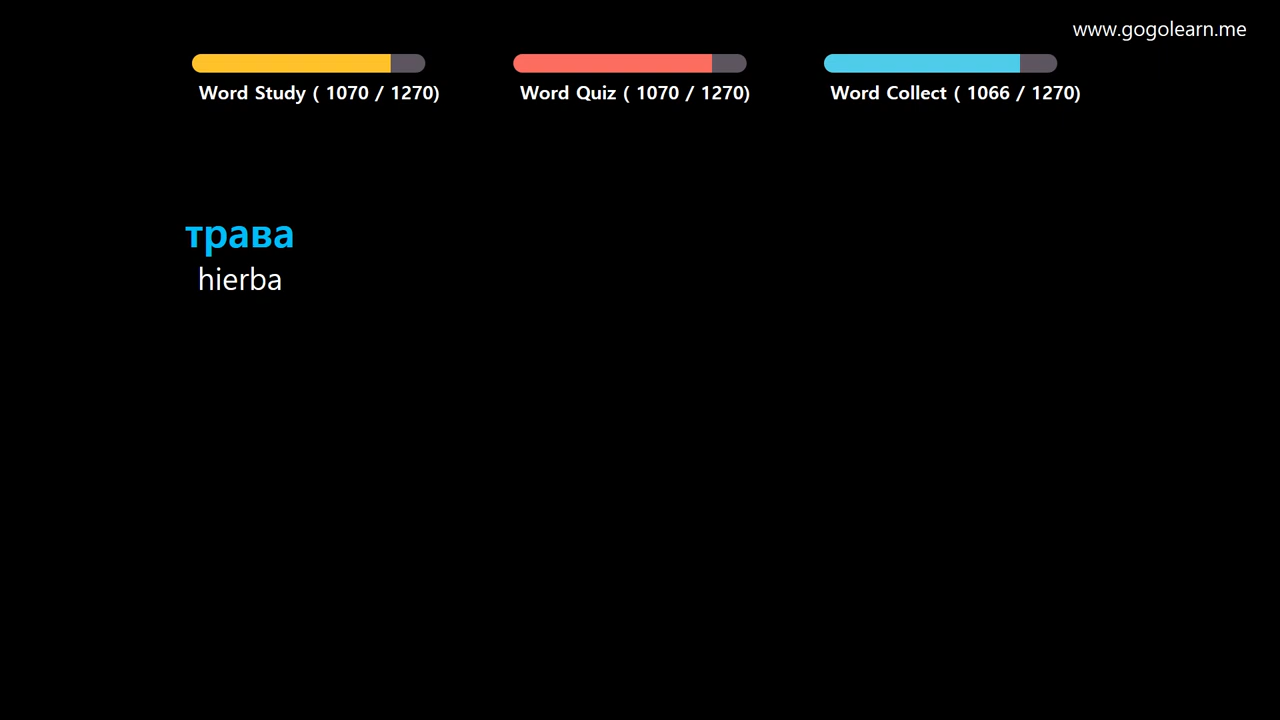 www.gogolearn.me
Word Study ( 1070 / 1270)
Word Quiz ( 1070 / 1270)
Word Collect ( 1066 / 1270)
трава
hierba